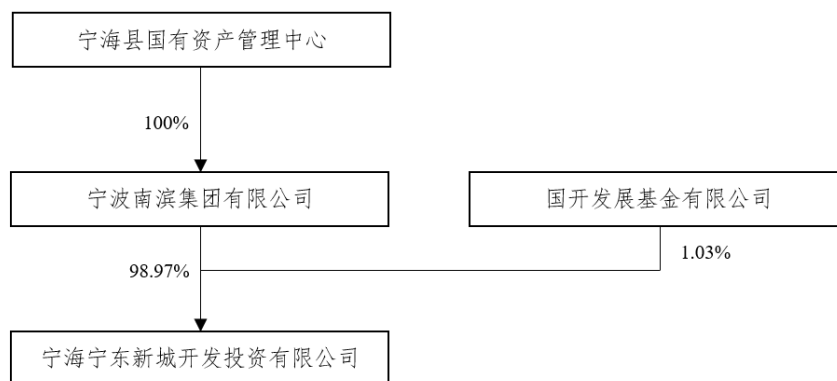 宁海县国有资产管理中心
100%
宁波南滨集团有限公司
国开发展基金有限公司
98.97%
1.03%
宁海宁东新城开发投资有限公司